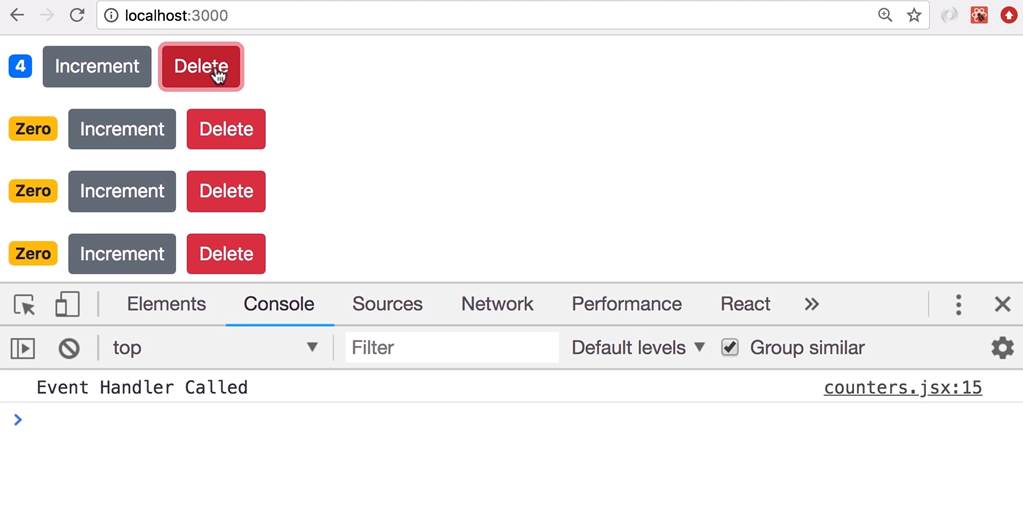 localhost:3000
4 Increment Delete
Zero Increment Delete
Zero Increment Delete
Zero Increment Delete
Elements Console Sources Network Performance React
top Filter Default levels Group similar
Event Handler Called counters.jsx:15